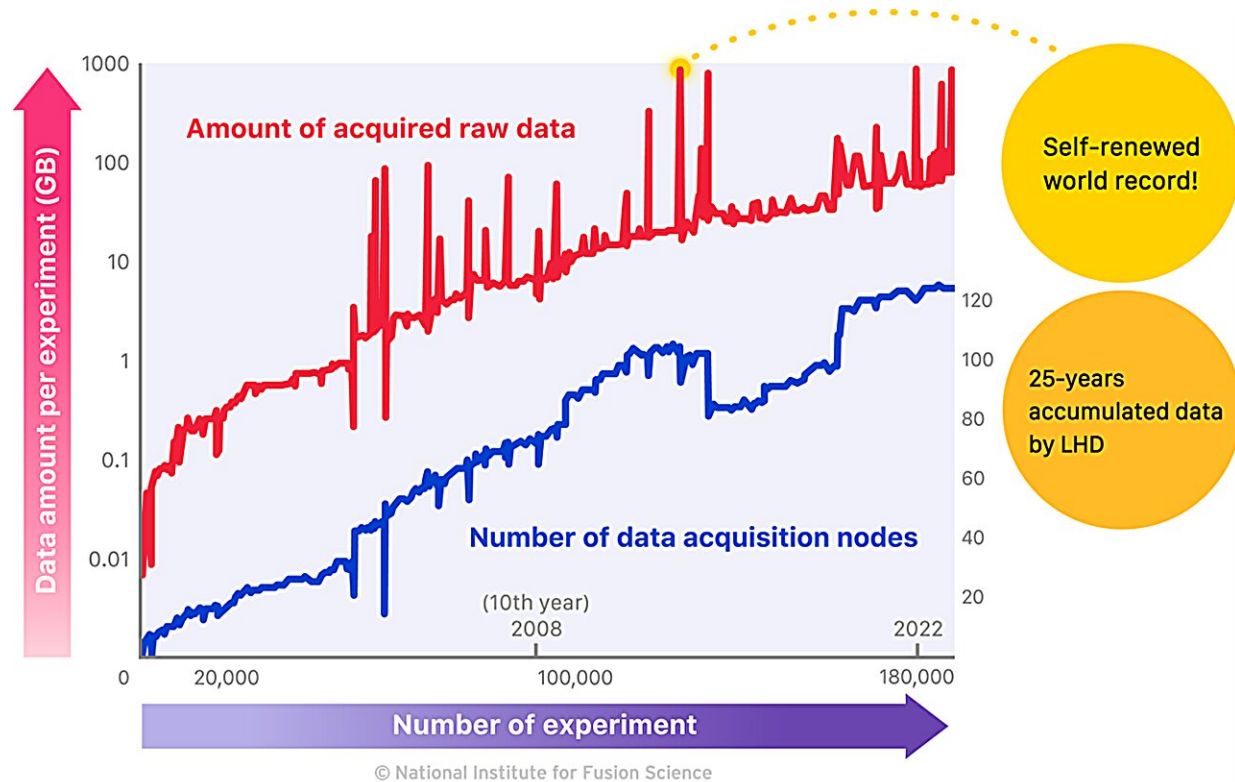 Data amount per experiment (GB)
1000
100
10
1
0.1
0.01
Amount of acquired raw data
Self-renewed
world record!
25-years
accumulated data
by LHD
120
100
80
60
40
20
Number of data acquisition nodes
(10th year)
2008
2022
0
20,000
100,000
180,000
Number of experiment
© National Institute for Fusion Science